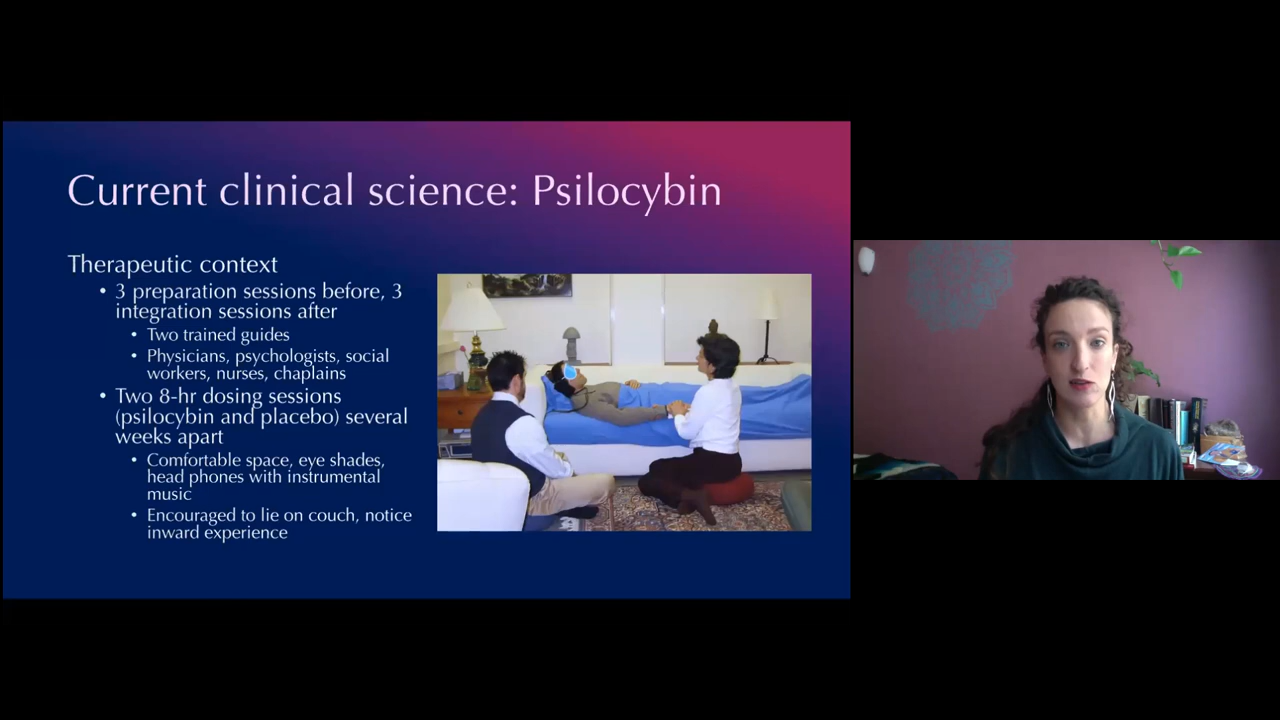 Current clinical science: Psilocybin
Therapeutic context
• 3 preparation sessions before, 3
integration sessions after
• Two trained guides
• Physicians, psychologists, social
workers, nurses, chaplains
• Two 8-hr dosing sessions
(psilocybin and placebo) several
weeks apart
• Comfortable space, eye shades,
head phones with instrumental
music
• Encouraged to lie on couch, notice
inward experience